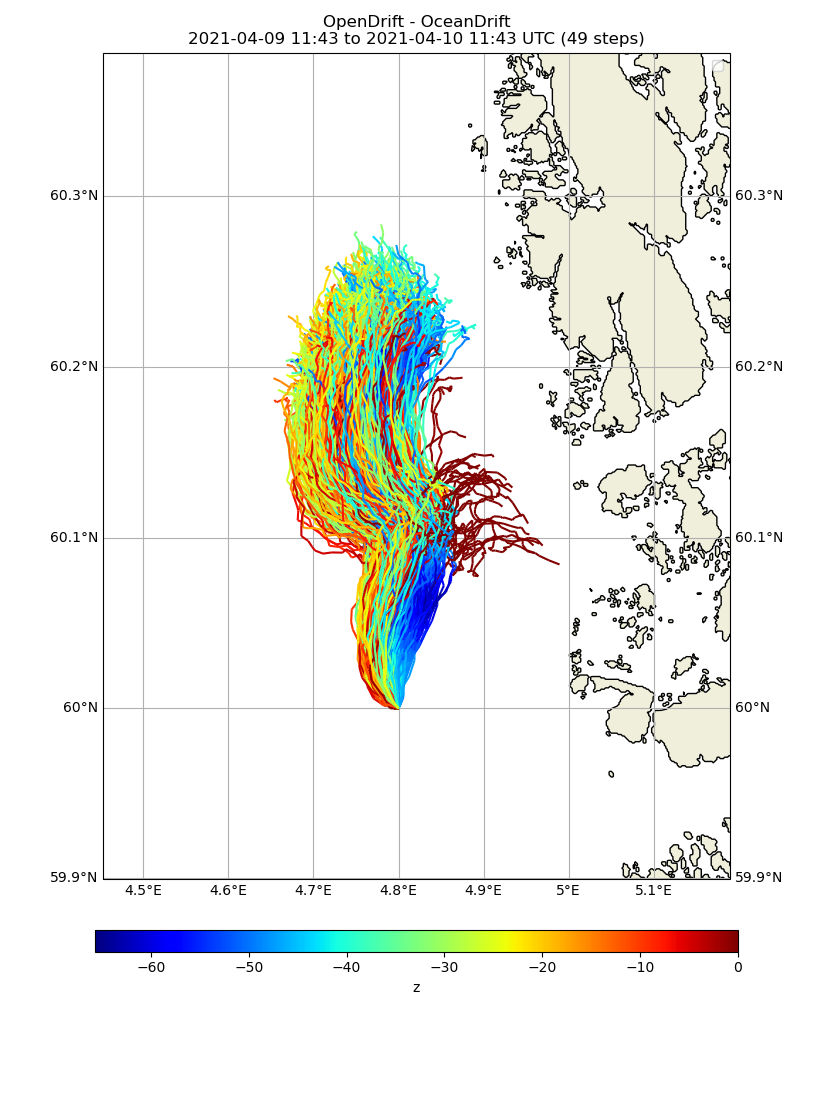 OpenDrift - OceanDrift
2021-04-09 11:43 to 2021-04-10 11:43 UTC (49 steps)
60.3°N 60.3°N
60.2°N 60.2°N
60.1°N 60.1°N
60°N 60°N
59.9°N 59.9°N
4.5°E 4.6°E 4.7°E 4.8°E 4.9°E 5°E 5.1°E
−60 −50 −40 −30 −20 −10 0
z